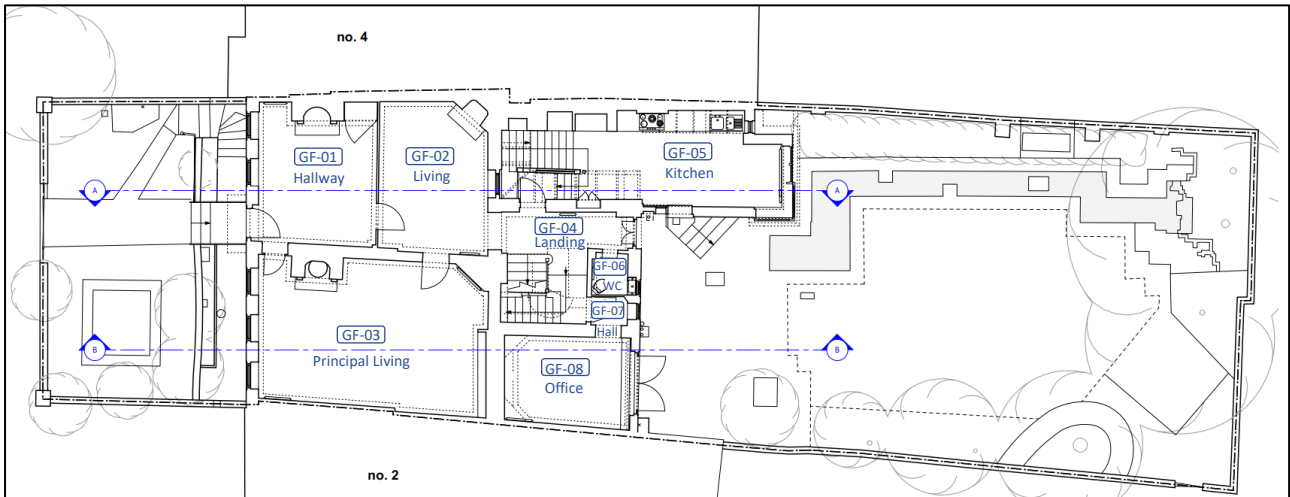 no. 4
GF-01
Hallway
GF-02
Living
GF-05
Kitchen
A
A
GF-04
Landing
GF-06
WC
GF-07
Hall
GF-03
Principal Living
B
B
GF-08
Office
no. 2